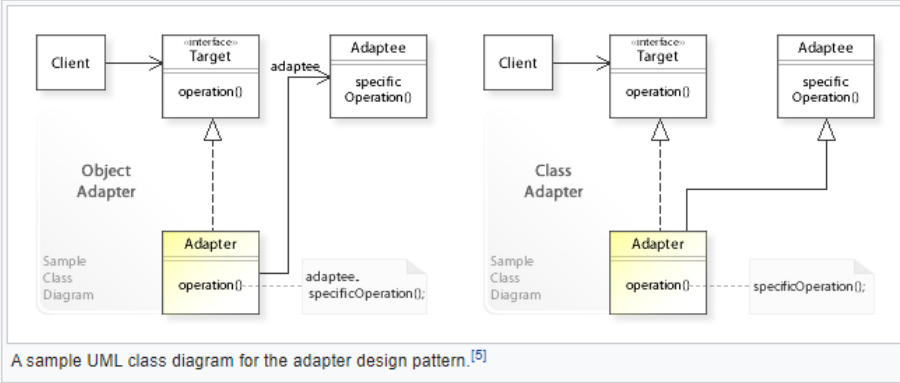 Client
«interface»
Target
operation()
adaptee
Adaptee
specific
Operation()
Object
Adapter
Adapter
operation()
adaptee.
specificOperation();
Sample
Class
Diagram
Client
«interface»
Target
operation()
Adaptee
specific
Operation()
Class
Adapter
Adapter
operation()
specificOperation();
Sample
Class
Diagram
A sample UML class diagram for the adapter design pattern.[5]